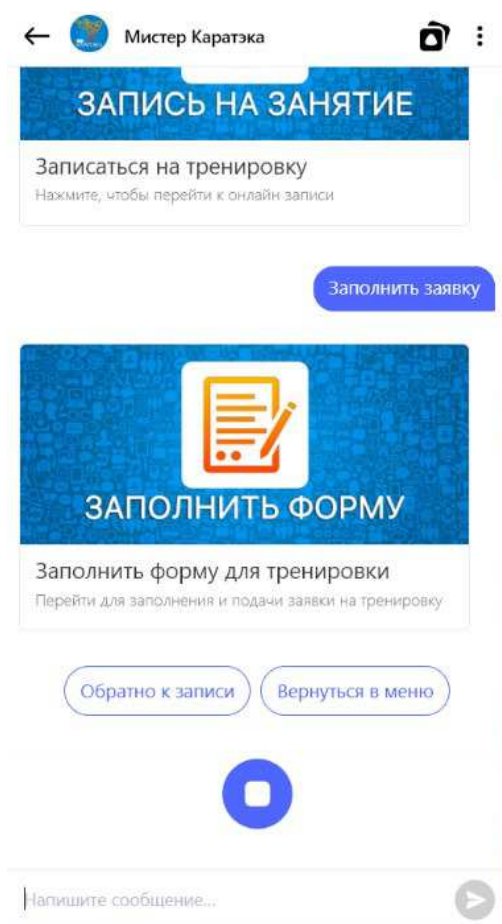 Мистер Каратэка
ЗАПИСЬ НА ЗАНЯТИЕ
Записаться на тренировку
Нажмите, чтобы перейти к онлайн записи
Заполнить заявку
ЗАПОЛНИТЬ ФОРМУ
Заполнить форму для тренировки
Перейти для заполнения и подачи заявки на тренировку
Обратно к записи
Вернуться в меню
Напишите сообщение...